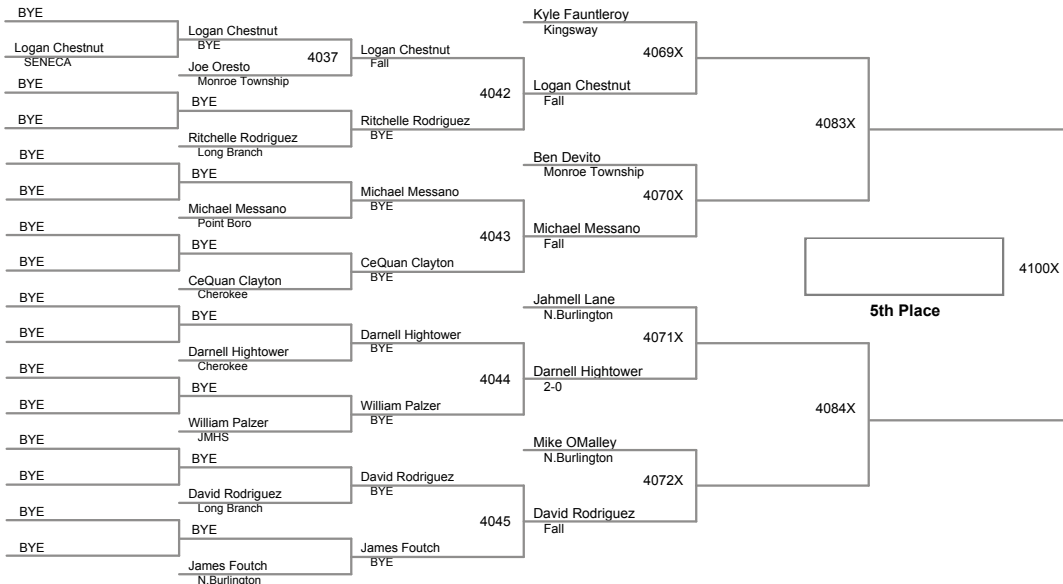 BYE
Logan Chestnut
SENECA
BYE
BYE
BYE
BYE
BYE
BYE
BYE
BYE
BYE
BYE
BYE
BYE
BYE
BYE
Logan Chestnut
BYE
4037
Joe Oresto
Monroe Township
BYE
Ritchelle Rodriguez
Long Branch
BYE
Michael Messano
Point Boro
BYE
CeQuan Clayton
Cherokee
BYE
Darnell Hightower
Cherokee
BYE
William Palzer
JMHS
BYE
David Rodriguez
Long Branch
BYE
James Foutch
N.Burlington
Logan Chestnut
Fall
4042
Ritchelle Rodriguez
BYE
Michael Messano
BYE
4043
CeQuan Clayton
BYE
Darnell Hightower
BYE
4044
William Palzer
BYE
David Rodriguez
BYE
4045
James Foutch
BYE
Kyle Fauntleroy
Kingsway
4069X
Logan Chestnut
Fall
Ben Devito
Monroe Township
4070X
Michael Messano
Fall
Jahmell Lane
N.Burlington
4071X
Darnell Hightower
2-0
Mike OMalley
N.Burlington
4072X
David Rodriguez
Fall
4083X
4084X
4100X
5th Place